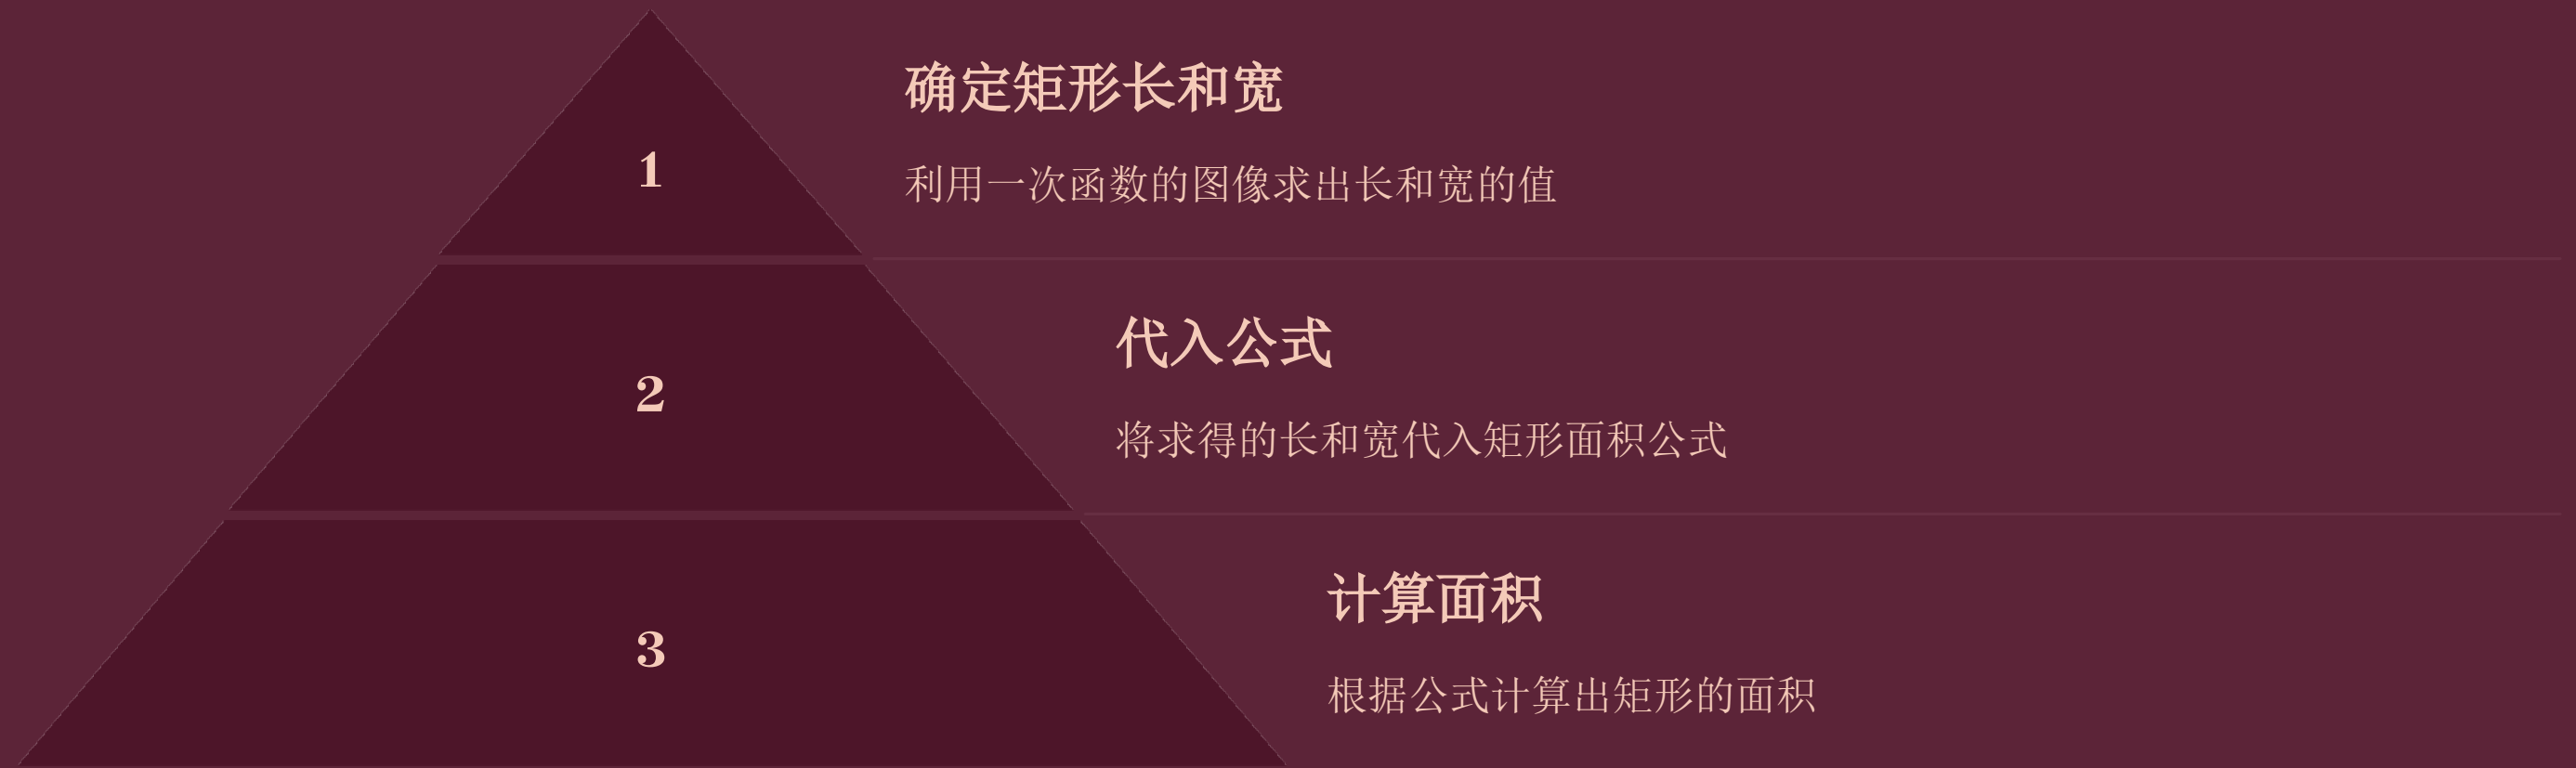 1
确定矩形长和宽
利用一次函数的图像求出长和宽的值
2
代入公式
将求得的长和宽代入矩形面积公式
3
计算面积
根据公式计算出矩形的面积